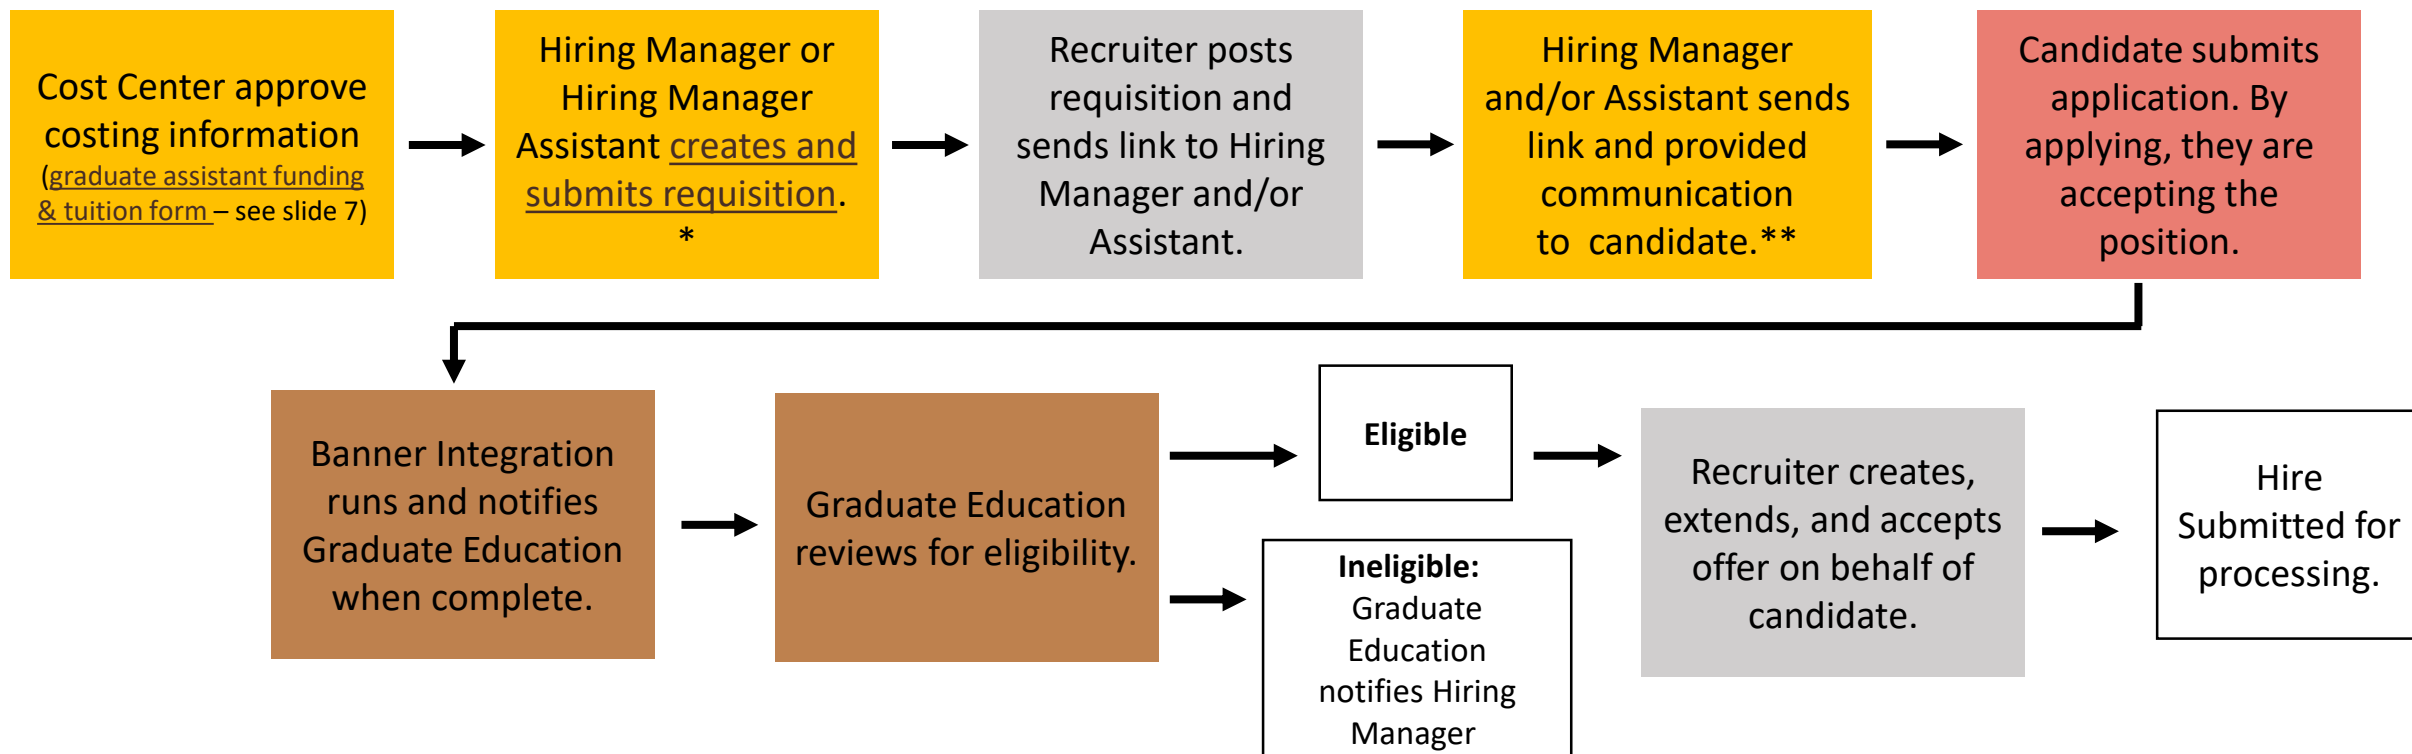 Cost Center approve
costing information
(graduate assistant funding
& tuition form – see slide 7)
Hiring Manager or
Hiring Manager
Assistant creates and
submits requisition.
*
Recruiter posts
requisition and
sends link to Hiring
Manager and/or
Assistant.
Hiring Manager
and/or Assistant sends
link and provided
communication
to candidate.**
Candidate submits
application. By
applying, they are
accepting the
position.
Banner Integration
runs and notifies
Graduate Education
when complete.
Graduate Education
reviews for eligibility.
Eligible
Ineligible:
Graduate
Education
notifies Hiring
Manager
Recruiter creates,
extends, and accepts
offer on behalf of
candidate.
Hire
Submitted for
processing.